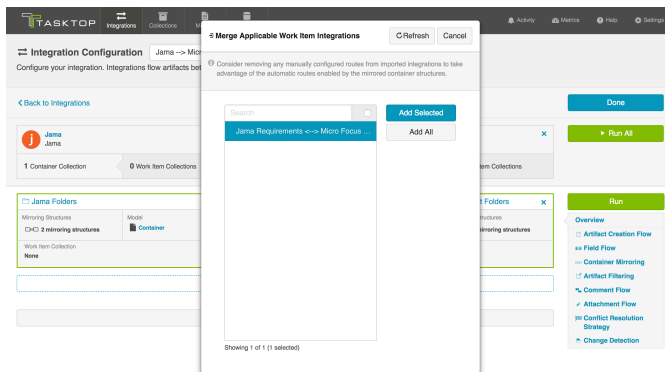 TASKTOP
Integrations
Collections
Activity
Metrics
Help
Settings
Integration Configuration
Jama --> Micr
Configure your integration. Integrations flow artifacts bet
Back to Integrations
Done
Jama
Jama
Run All
1 Container Collection
0 Work Item Collections
tem Collections
Jama Folders
t Folders
Mirroring Structures
2 mirroring structures
Model
Container
tructures
irroring structures
Work Item Collection
None
Run
Overview
Artifact Creation Flow
Field Flow
Container Mirroring
Artifact Filtering
Comment Flow
Attachment Flow
Conflict Resolution
Strategy
Change Detection
Merge Applicable Work Item Integrations
Refresh
Cancel
Consider removing any manually configured routes from imported integrations to take
advantage of the automatic routes enabled by the mirrored container structures.
Search
Add Selected
Jama Requirements <--> Micro Focus ...
Add All
Showing 1 of 1 (1 selected)